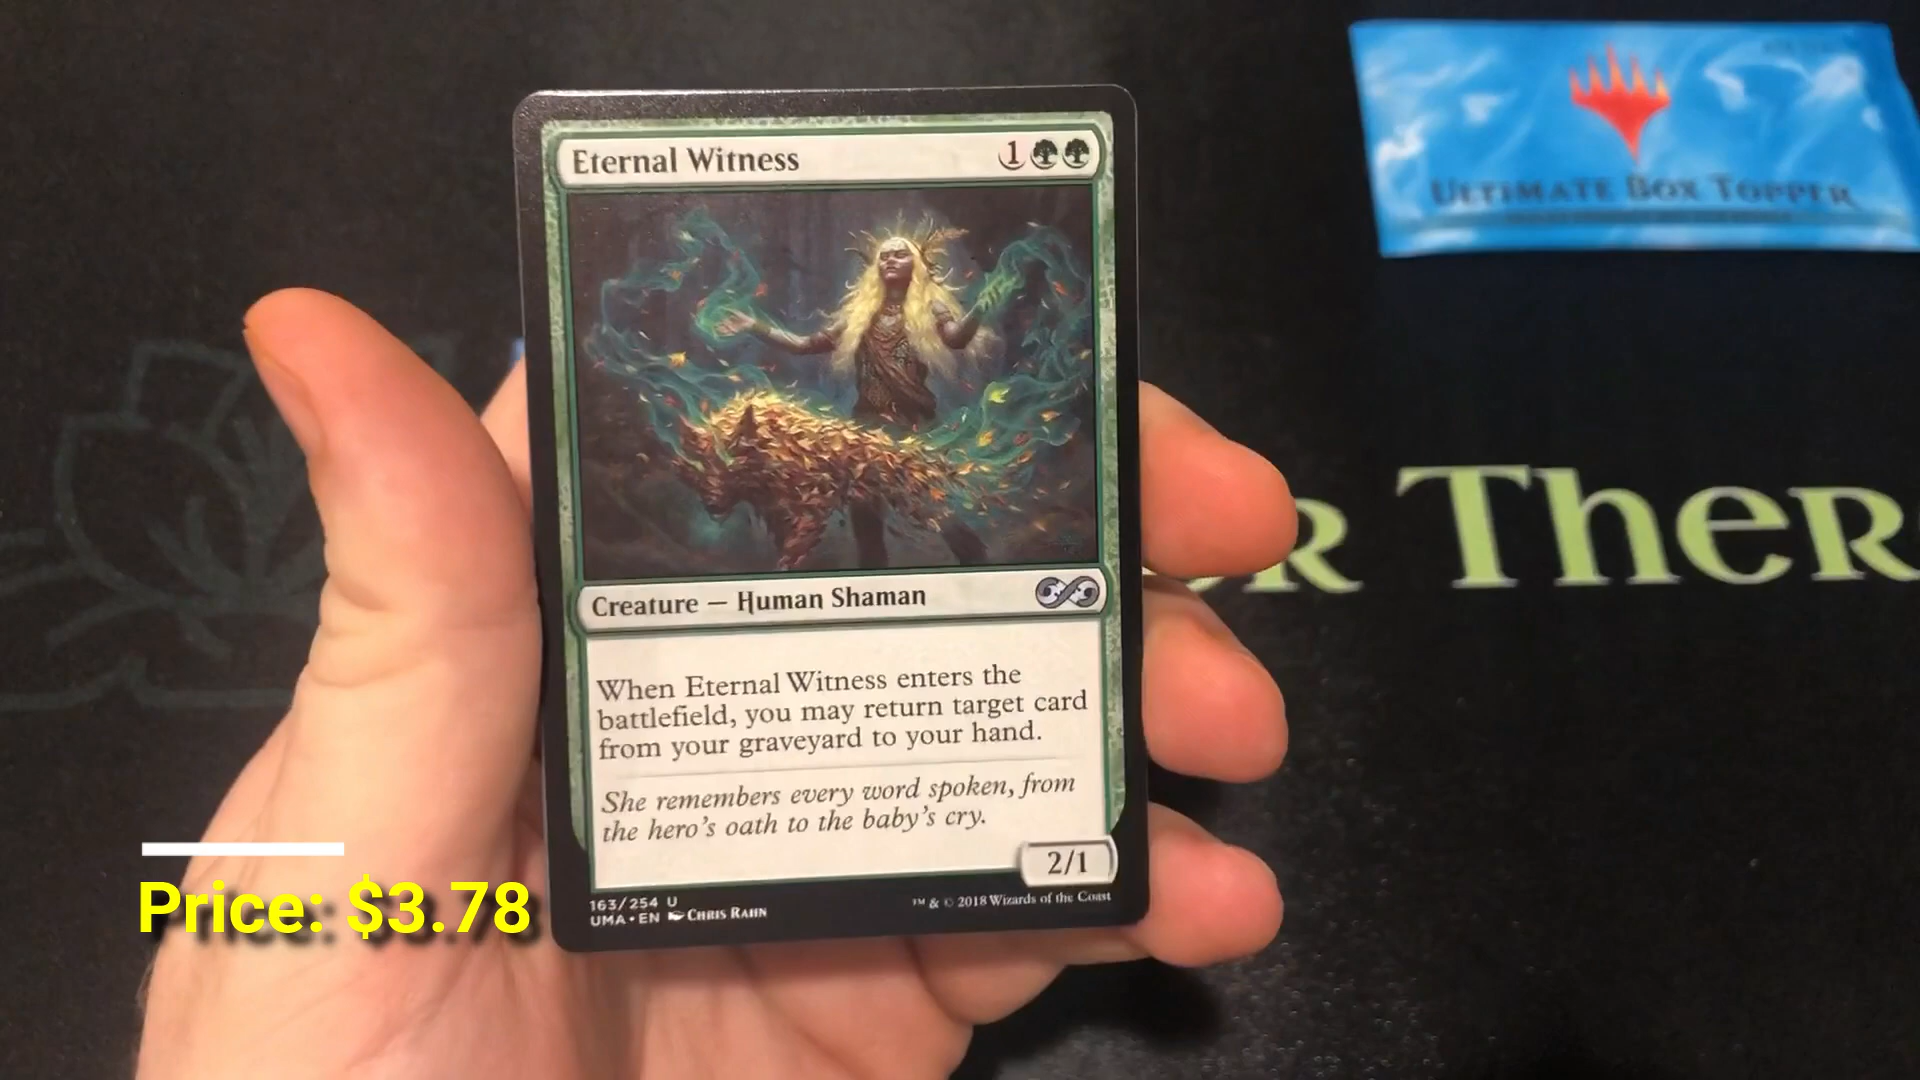 ULTIMATE BOX TOPPER
Eternal Witness 1
R THER
Creature — Human Shaman
When Eternal Witness enters the
battlefield, you may return target card
from your graveyard to your hand.
She remembers every word spoken, from
the hero's oath to the baby's cry.
2/1
163/254 U
UMA • EN CHRIS RAHN
™ & © 2018 Wizards of the Coast
Price: $3.78